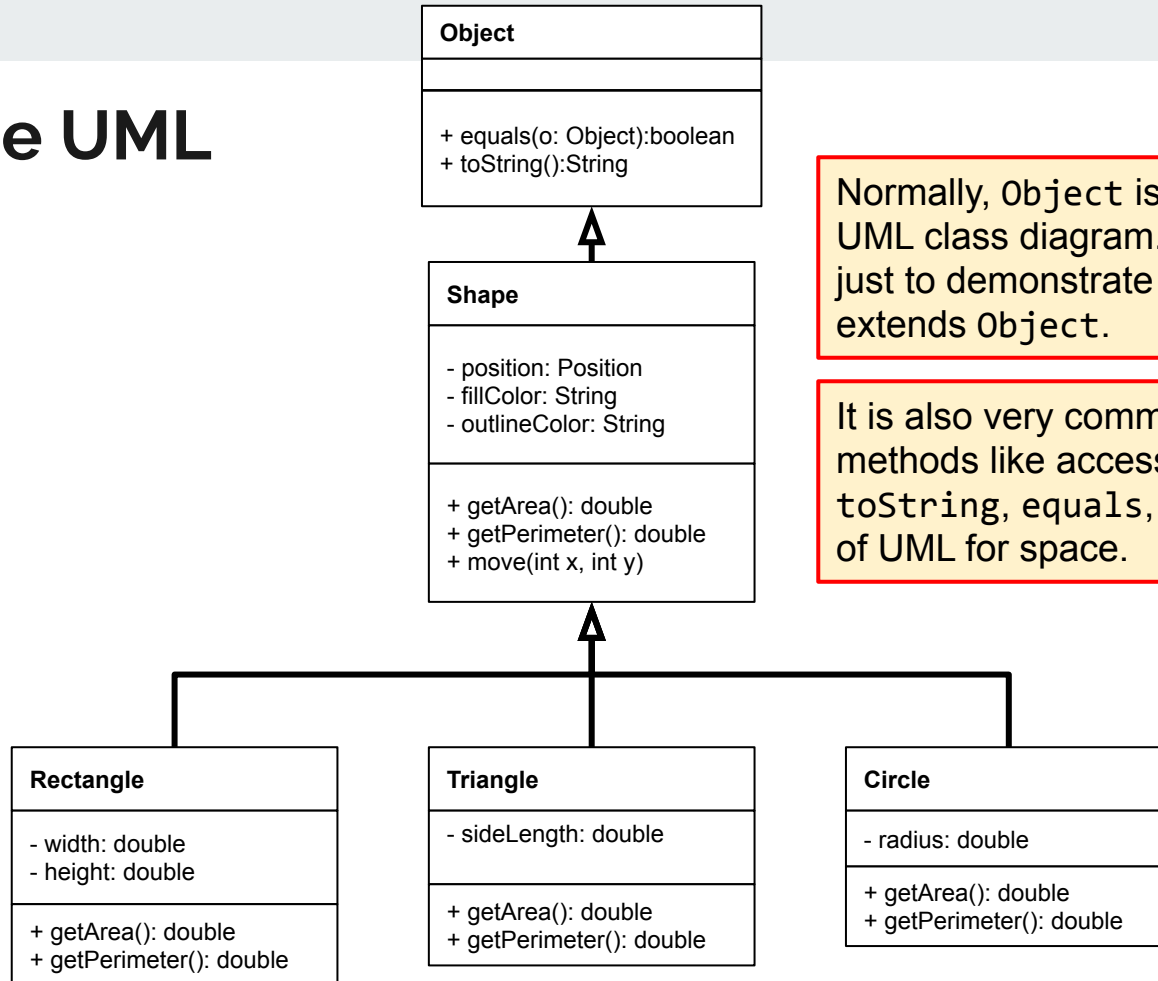 Object
e UML
+ equals(o: Object):boolean
+ toString():String
Normally, Object is
UML class diagram.
just to demonstrate
extends Object.
Shape
- position: Position
- fillColor: String
- outlineColor: String
It is also very comm
methods like access
toString, equals,
of UML for space.
+ getArea(): double
+ getPerimeter(): double
+ move(int x, int y)
Rectangle
- width: double
- height: double
+ getArea(): double
+ getPerimeter(): double
Triangle
- sideLength: double
+ getArea(): double
+ getPerimeter(): double
Circle
- radius: double
+ getArea(): double
+ getPerimeter(): double